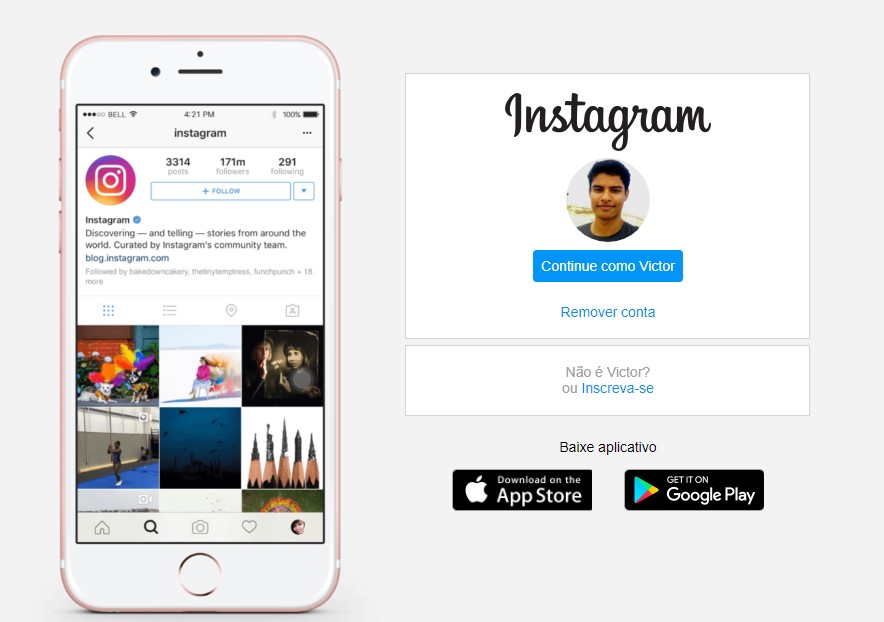 BELL
4:21 PM
100%
instagram
3314
171m
291
posts
followers
following
+ FOLLOW
Instagram
Discovering — and telling — stories from around the
world. Curated by Instagram's community team.
blog.instagram.com
Followed by bakedowncakery, thelinytemptress, funchpunch + 18
more
Instagram
Continue como Victor
Remover conta
Não é Victor?
ou Inscreva-se
Baixe aplicativo
Download on the
App Store
GET IT ON
Google Play